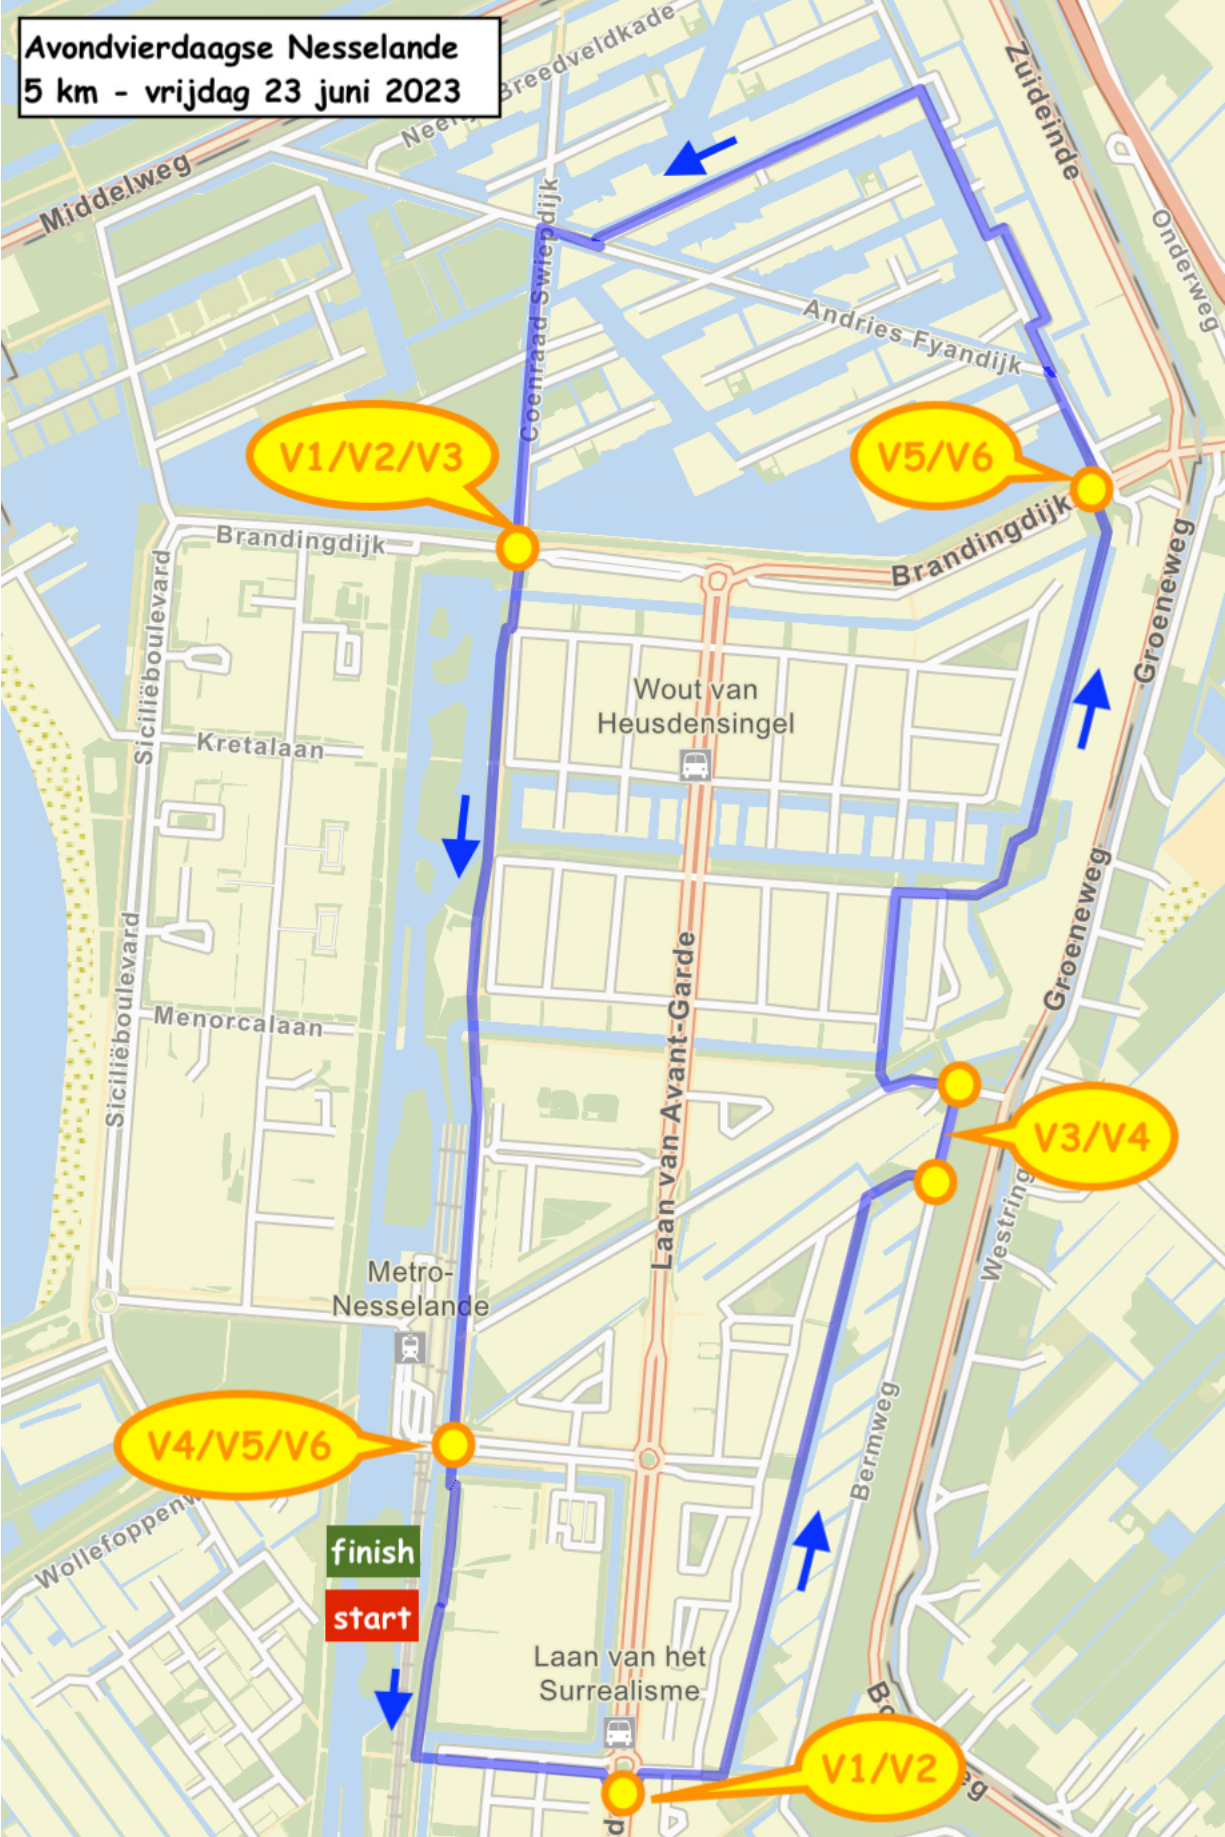 Avondvierdaagse Nesselande
5 km - vrijdag 23 juni 2023
Breedveldkade
Zuideinde
Middelweg
Onderweg
Coenraad Swiepdijk
Andries Fyandijk
V1/V2/V3
V5/V6
Brandingdijk
Brandingdijk
Groeneweg
Siciliëboulevard
Wout van
Heusdensingel
Kretalaan
Groeneweg
Siciliëboulevard
Laan van Avant-Garde
Menorcalaan
V3/V4
Westring
Metro-
Nesselande
Bermweg
V4/V5/V6
finish
start
Laan van het
Surrealisme
V1/V2